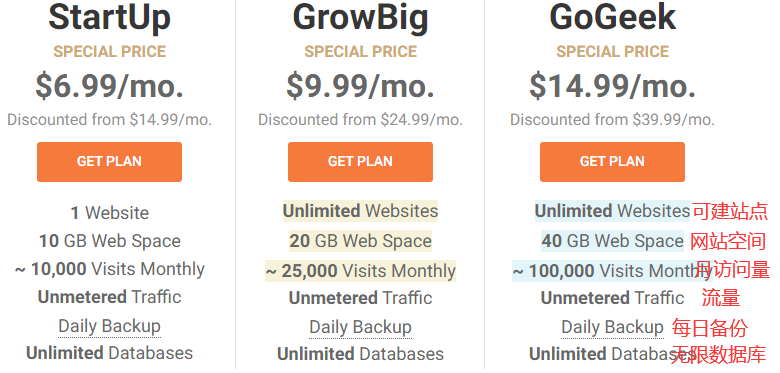 StartUp
SPECIAL PRICE
$6.99/mo.
Discounted from $14.99/mo.
GET PLAN
1 Website
10 GB Web Space
~ 10,000 Visits Monthly
Unmetered Traffic
Daily Backup
Unlimited Databases
GrowBig
SPECIAL PRICE
$9.99/mo.
Discounted from $24.99/mo.
GET PLAN
Unlimited Websites
20 GB Web Space
~ 25,000 Visits Monthly
Unmetered Traffic
Daily Backup
Unlimited Databases
GoGeek
SPECIAL PRICE
$14.99/mo.
Discounted from $39.99/mo.
GET PLAN
Unlimited Websites 可建站点
40 GB Web Space 网站空间
~ 100,000 Visits Monthly 月访问量
Unmetered Traffic 流量
Daily Backup 每日备份
Unlimited Databases 无限数据库